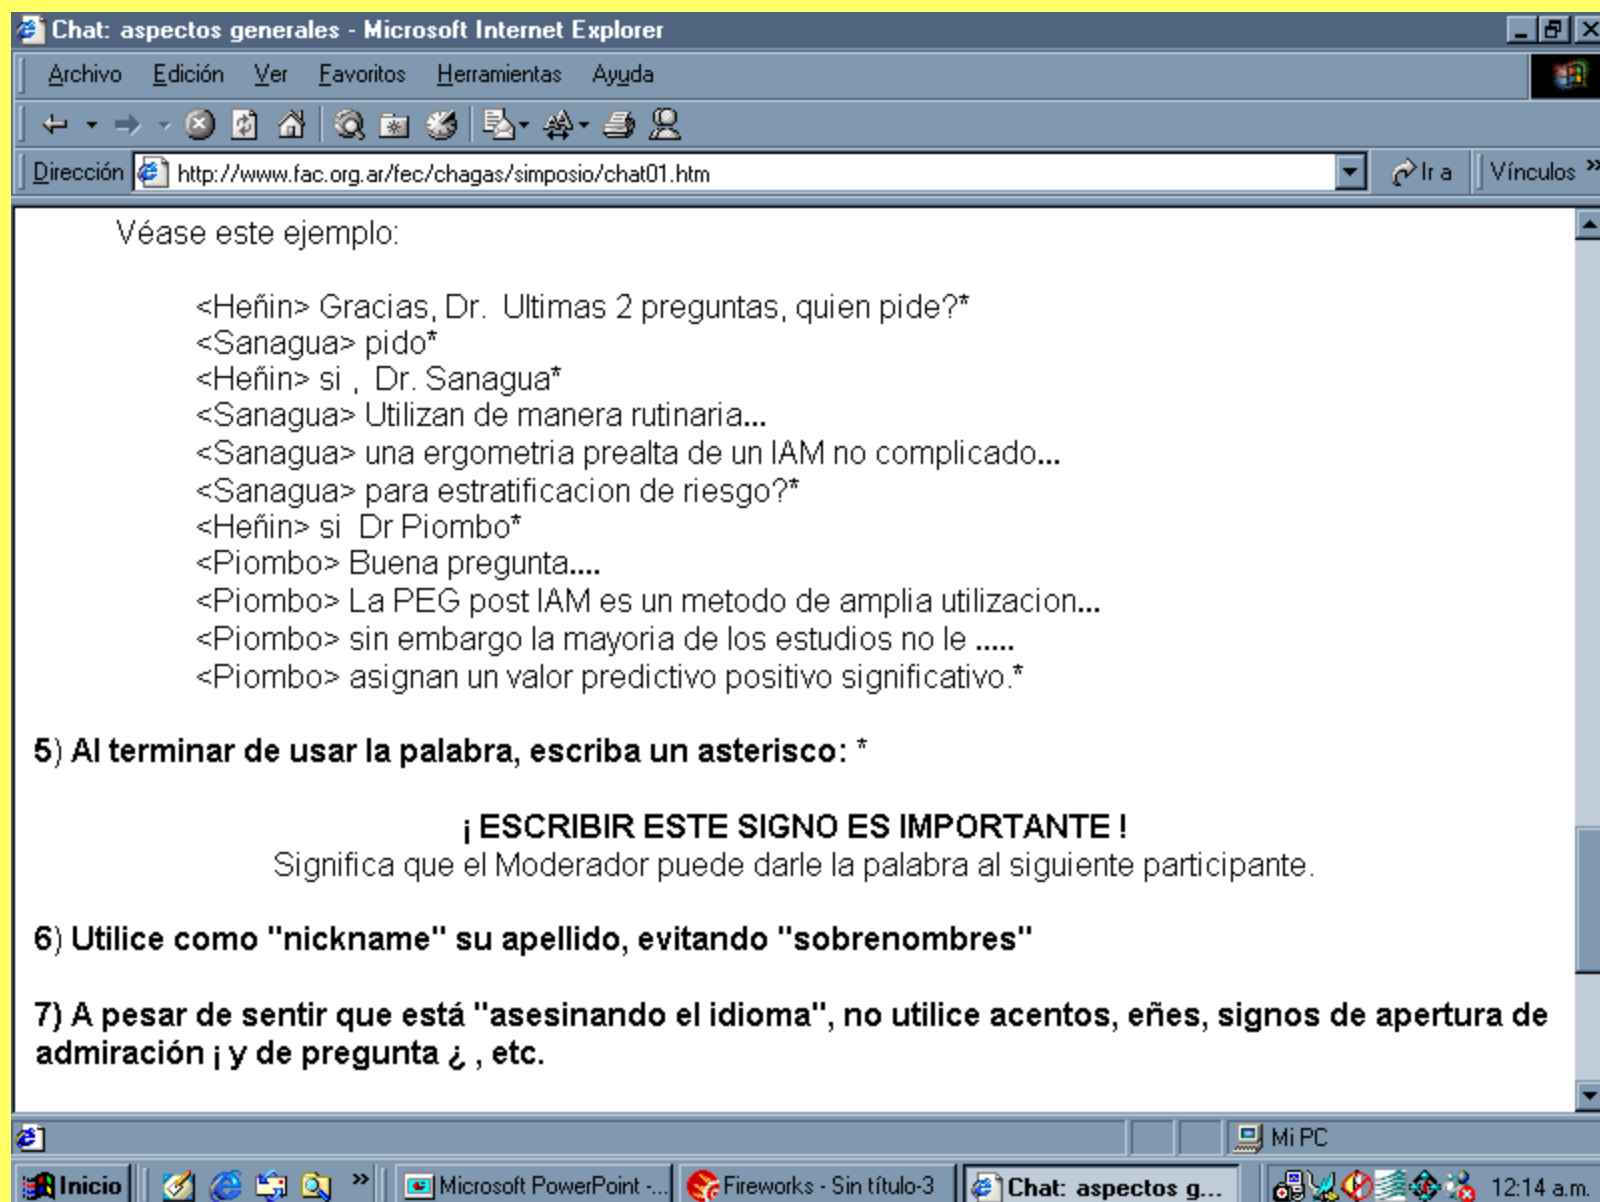 Chat: aspectos generales - Microsoft Internet Explorer
Archivo Edición Ver Favoritos Herramientas Ayuda
Dirección http://www.fac.org.ar/fec/chagas/simposio/chat01.htm Ir a Vínculos »
Véase este ejemplo:
<Heñin> Gracias, Dr. Ultimas 2 preguntas, quien pide?*
<Sanagua> pido*
<Heñin> si , Dr. Sanagua*
<Sanagua> Utilizan de manera rutinaria...
<Sanagua> una ergometria prealta de un IAM no complicado...
<Sanagua> para estratificacion de riesgo?*
<Heñin> si Dr Piombo*
<Piombo> Buena pregunta....
<Piombo> La PEG post IAM es un metodo de amplia utilizacion...
<Piombo> sin embargo la mayoria de los estudios no le .....
<Piombo> asignan un valor predictivo positivo significativo.*
5) Al terminar de usar la palabra, escriba un asterisco: *
¡ ESCRIBIR ESTE SIGNO ES IMPORTANTE !
Significa que el Moderador puede darle la palabra al siguiente participante.
6) Utilice como "nickname" su apellido, evitando "sobrenombres"
7) A pesar de sentir que está "asesinando el idioma", no utilice acentos, eñes, signos de apertura de
admiración ¡ y de pregunta ¿ , etc.
Mi PC
Inicio » Microsoft PowerPoint -... Fireworks - Sin título-3 Chat: aspectos g... 12:14 a.m.